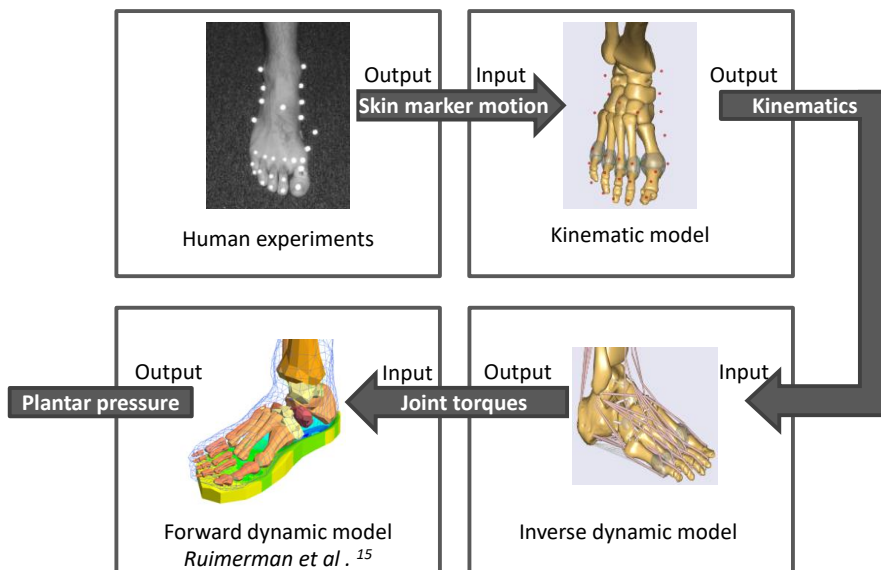 Output
Input
Skin marker motion
Output
Kinematics
Human experiments
Kinematic model
Output
Plantar pressure
Input
Output
Joint torques
Input
Forward dynamic model
Ruimerman et al . 15
Inverse dynamic model